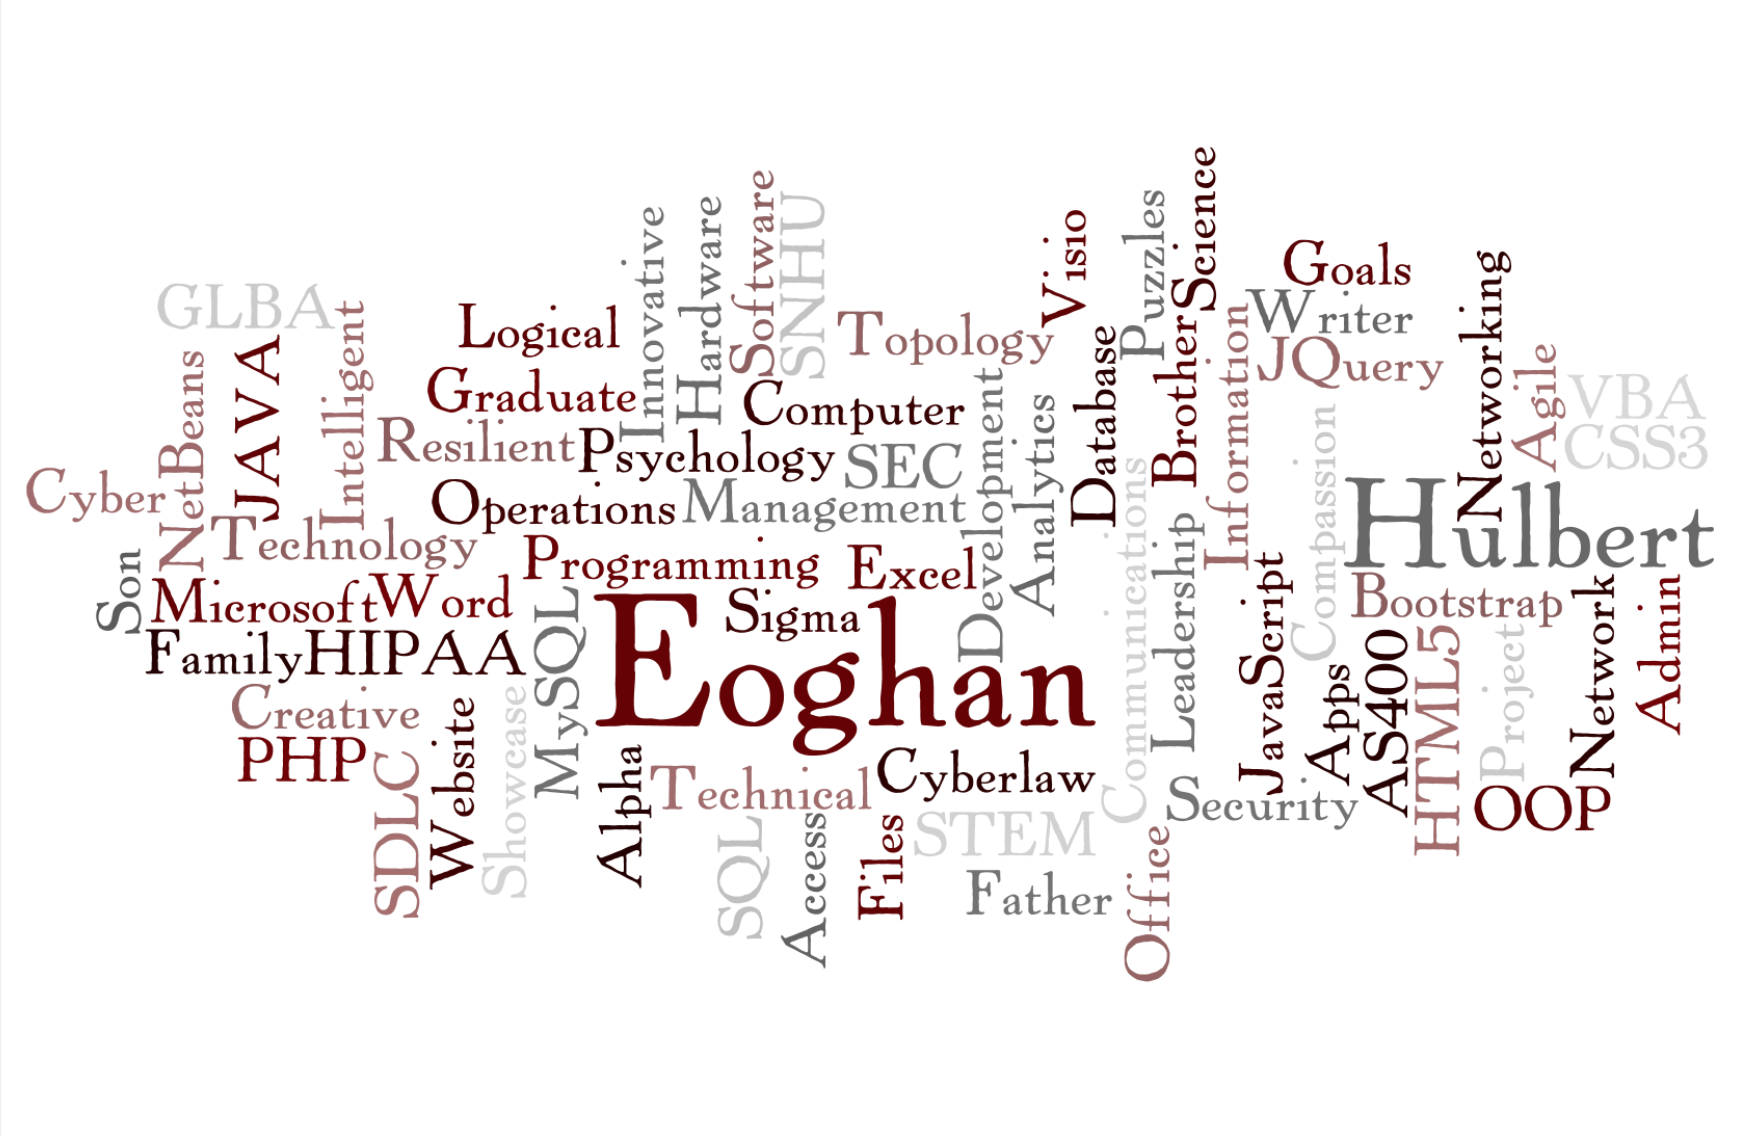 Science
Software
Puzzles
SNHU
Hardware
Innovative
Visio
Goals
Networking
GLBA
Writer
Intelligent
Logical
Topology
Information
Brother
Database
JAVA
JQuery
Agile
NetBeans
Development
Graduate
Computer
Analytics
VBA
Compassion
Resilient
Psychology
SEC
CSS3
Communications
Cyber
Operations
Management
Hulbert
Leadership
Technology
Son
Programming
Excel
JavaScript
Microsoft
Word
Sigma
Bootstrap
Network
Admin
MySQL
Eoghan
Family
HIPAA
Project
HTML5
AS400
Apps
Creative
Website
Showcase
PHP
SDLC
Alpha
Technical
Cyberlaw
Security
OOP
SQL
Access
Files
STEM
Office
Father